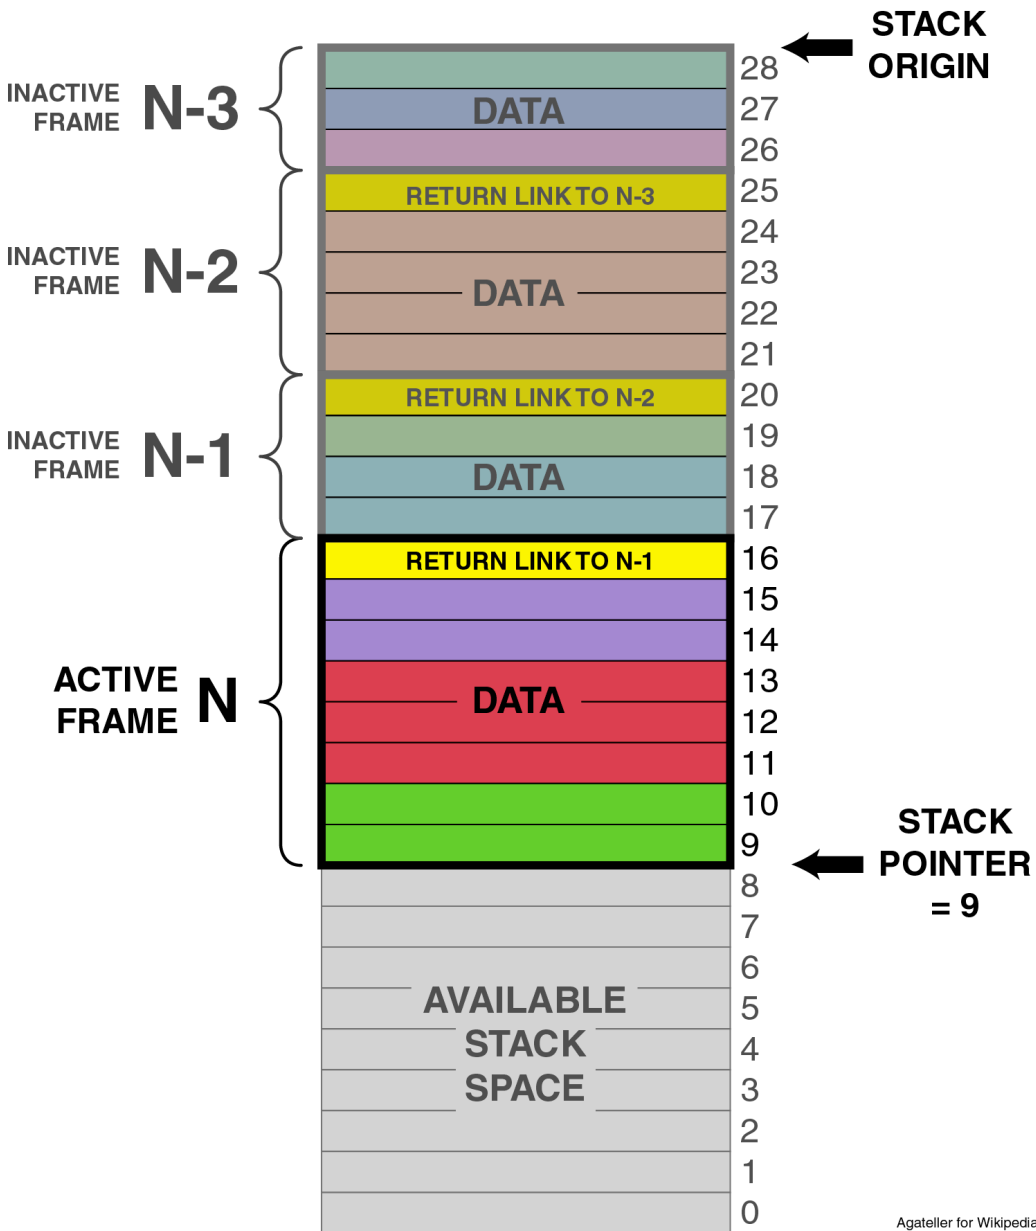 STACK
ORIGIN
28
INACTIVE
FRAME
N-3
DATA
27
26
RETURN LINK TO N-3
25
24
INACTIVE
FRAME
N-2
23
DATA
22
21
RETURN LINK TO N-2
20
19
INACTIVE
FRAME
N-1
DATA
18
17
RETURN LINK TO N-1
16
15
14
ACTIVE
FRAME
N
13
DATA
12
11
10
9
STACK
POINTER
= 9
8
7
6
AVAILABLE
STACK
SPACE
5
4
3
2
1
0
Agateller for Wikipedia